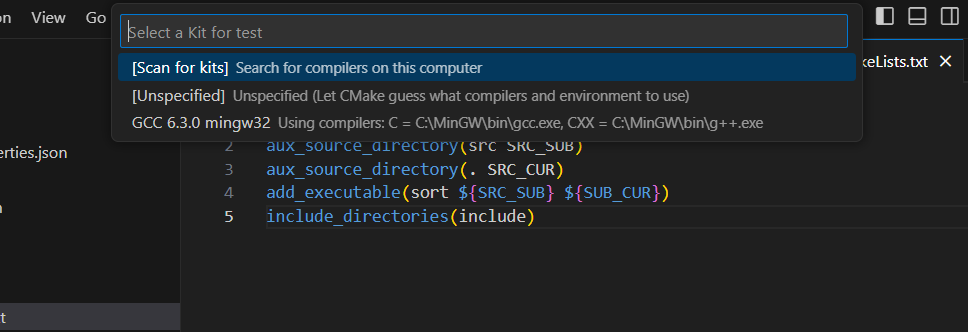 on View Go
Select a Kit for test
[Scan for kits] Search for compilers on this computer
keLists.txt
[Unspecified] Unspecified (Let CMake guess what compilers and environment to use)
GCC 6.3.0 mingw32 Using compilers: C = C:\MinGW\bin\gcc.exe, CXX = C:\MinGW\bin\g++.exe
erties.json
2 aux_source_directory(src SRC_SUB)
3 aux_source_directory(. SRC_CUR)
4 add_executable(sort ${SRC_SUB} ${SUB_CUR})
5 include_directories(include)
t